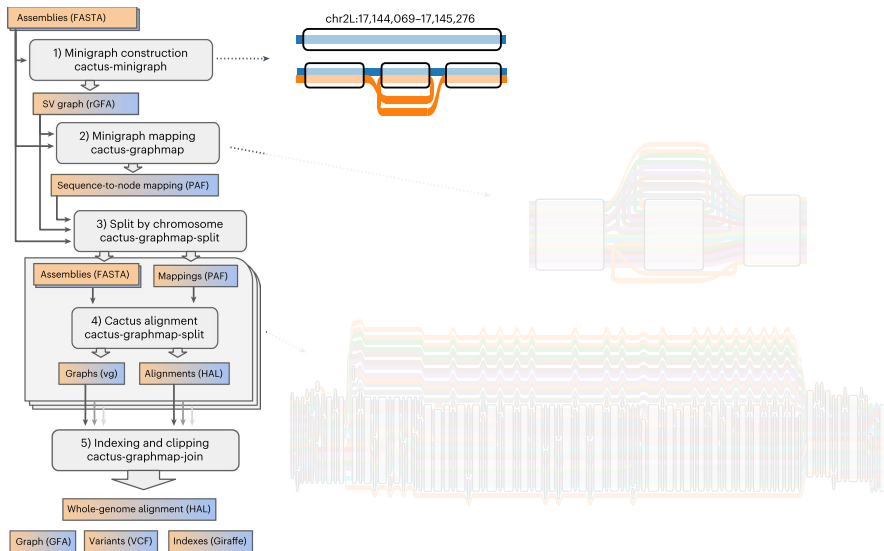 Assemblies (FASTA)
chr2L:17,144,069–17,145,276
1) Minigraph construction
cactus-minigraph
SV graph (rGFA)
2) Minigraph mapping
cactus-graphmap
Sequence-to-node mapping (PAF)
3) Split by chromosome
cactus-graphmap-split
Assemblies (FASTA)
Mappings (PAF)
4) Cactus alignment
cactus-graphmap-split
Graphs (vg)
Alignments (HAL)
5) Indexing and clipping
cactus-graphmap-join
Whole-genome alignment (HAL)
Graph (GFA)
Variants (VCF)
Indexes (Giraffe)